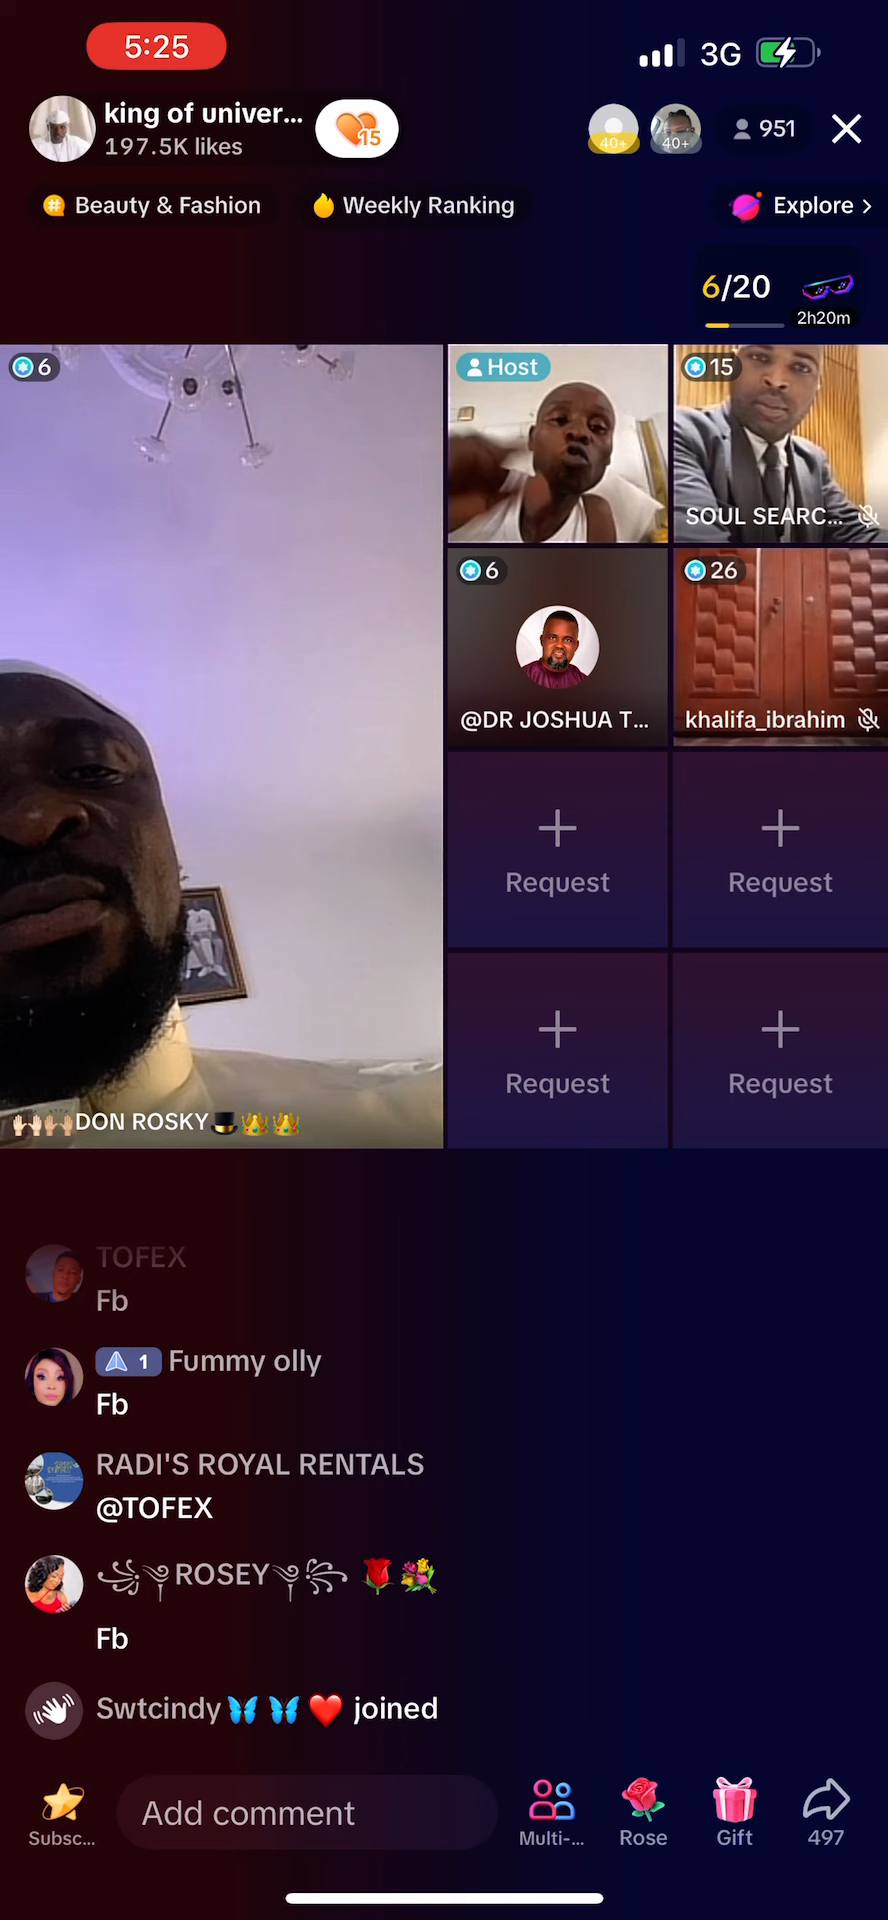 5:25
3G
king of univer...
197.5K likes
15
40+
40+
951
Beauty & Fashion
Weekly Ranking
Explore >
6/20
2h20m
6
Host
15
SOUL SEARC...
6
26
@DR JOSHUA T...
khalifa_ibrahim
Request
Request
Request
Request
🙌🏻🙌🏼🙌🏽DON ROSKY🎩👑👑
TOFEX
Fb
1 Fummy olly
Fb
RADI'S ROYAL RENTALS
@TOFEX
ROSEY🌹💐
Fb
Swtcindy🦋🦋❤️ joined
Add comment
Subsc...
Multi-...
Rose
Gift
497